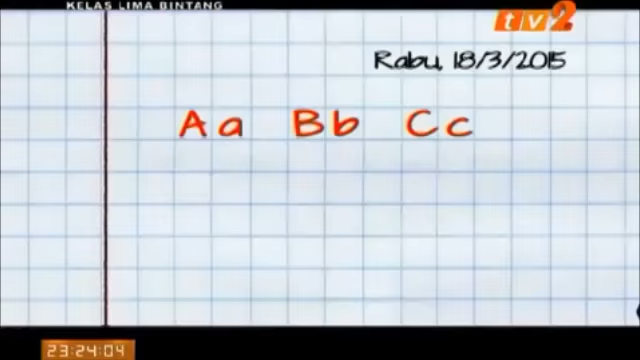 KELAS LIMA BINTANG
tv2
Rabu, 18/3/2015
Aa Bb Cc
23:24:04